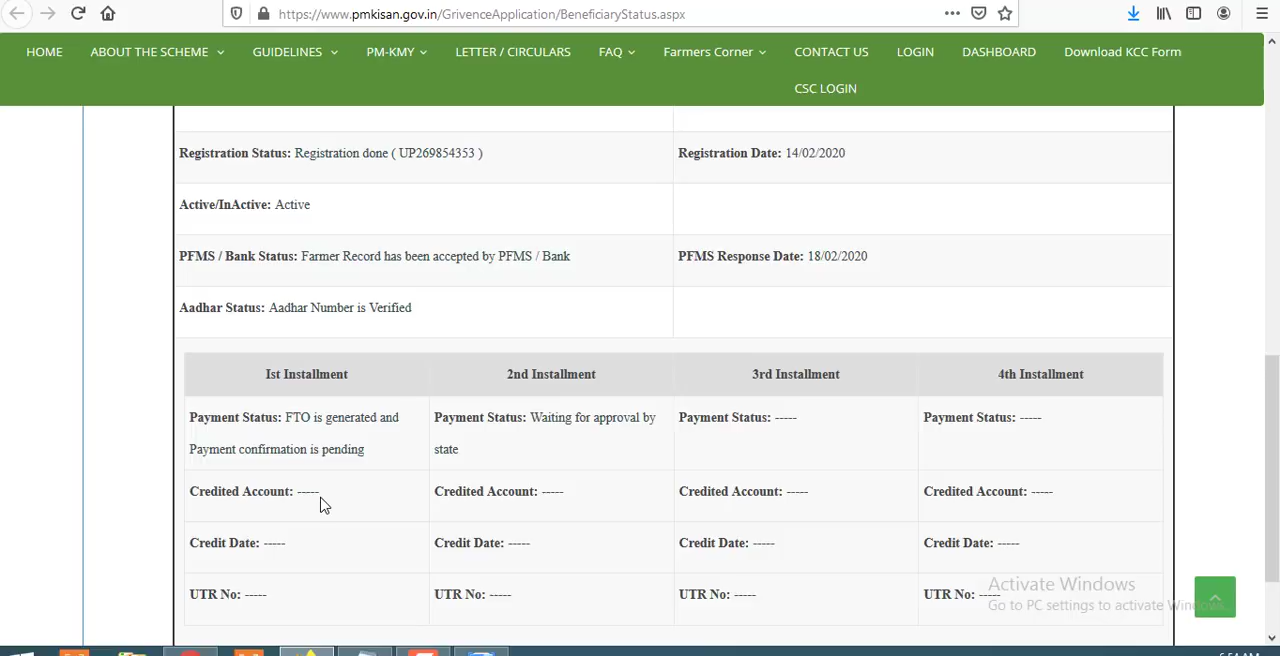 https://www.pmkisan.gov.in/GrivenceApplication/BeneficiaryStatus.aspx
HOME ABOUT THE SCHEME GUIDELINES PM-KMY LETTER / CIRCULARS FAQ Farmers Corner CONTACT US LOGIN DASHBOARD Download KCC Form
CSC LOGIN
Registration Status: Registration done ( UP269854353 ) Registration Date: 14/02/2020
Active/InActive: Active
PFMS / Bank Status: Farmer Record has been accepted by PFMS / Bank PFMS Response Date: 18/02/2020
Aadhar Status: Aadhar Number is Verified
Ist Installment 2nd Installment 3rd Installment 4th Installment
Payment Status: FTO is generated and Payment Status: Waiting for approval by Payment Status: ----- Payment Status: -----
Payment confirmation is pending state
Credited Account: ----- Credited Account: ----- Credited Account: ----- Credited Account: -----
Credit Date: ----- Credit Date: ----- Credit Date: ----- Credit Date: -----
UTR No: ----- UTR No: ----- UTR No: ----- UTR No: -----
Activate Windows
Go to PC settings to activate Windows.